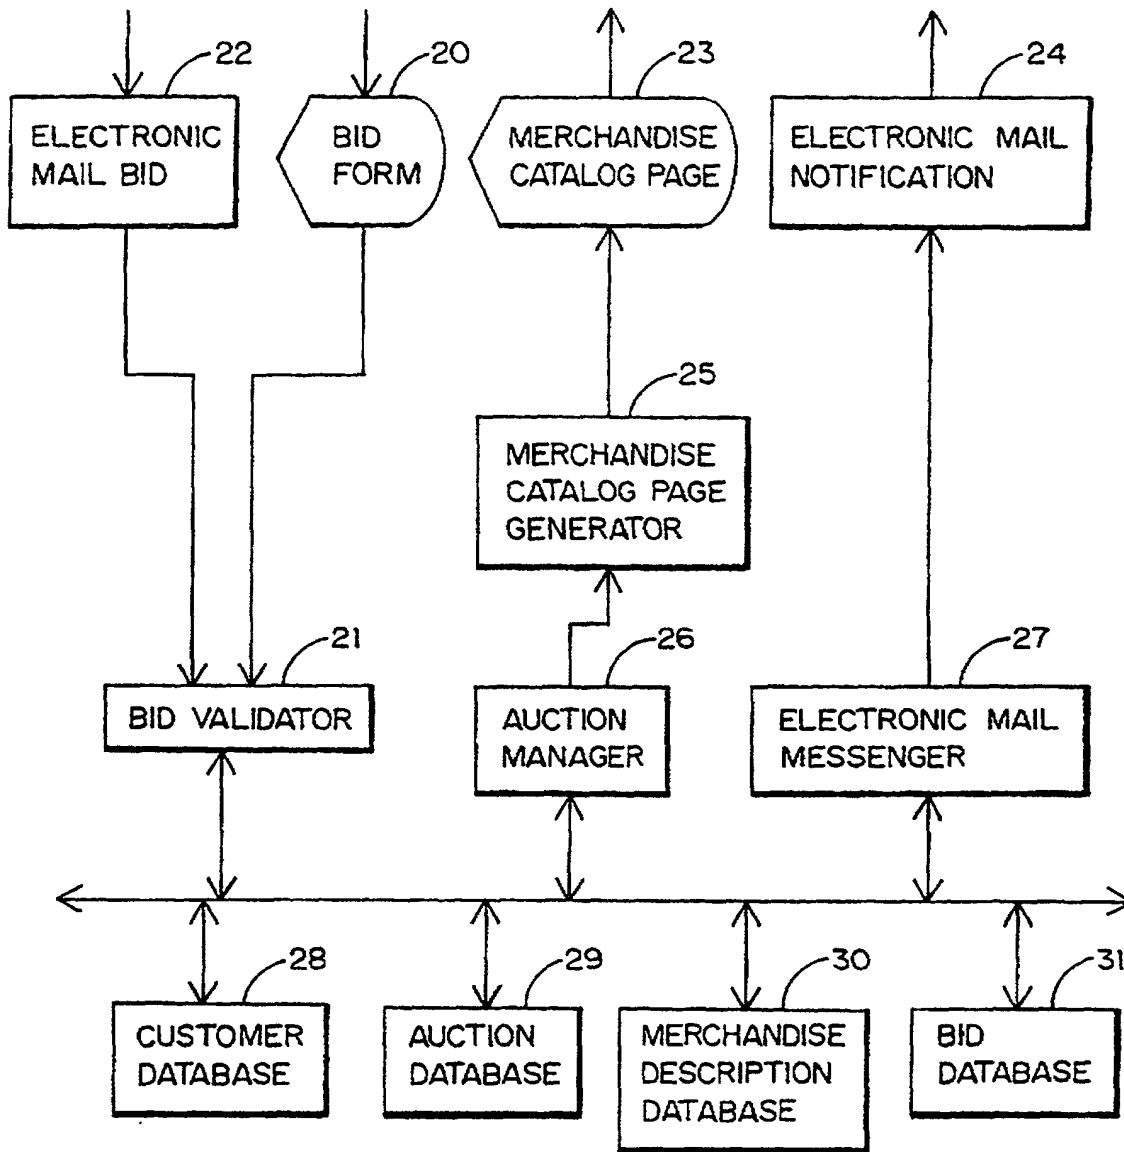 22
20
23
24
ELECTRONIC
MAIL BID
BID
FORM
MERCHANDISE
CATALOG PAGE
ELECTRONIC MAIL
NOTIFICATION
25
MERCHANDISE
CATALOG PAGE
GENERATOR
21
26
27
BID VALIDATOR
AUCTION
MANAGER
ELECTRONIC MAIL
MESSENGER
28
29
30
31
CUSTOMER
DATABASE
AUCTION
DATABASE
MERCHANDISE
DESCRIPTION
DATABASE
BID
DATABASE